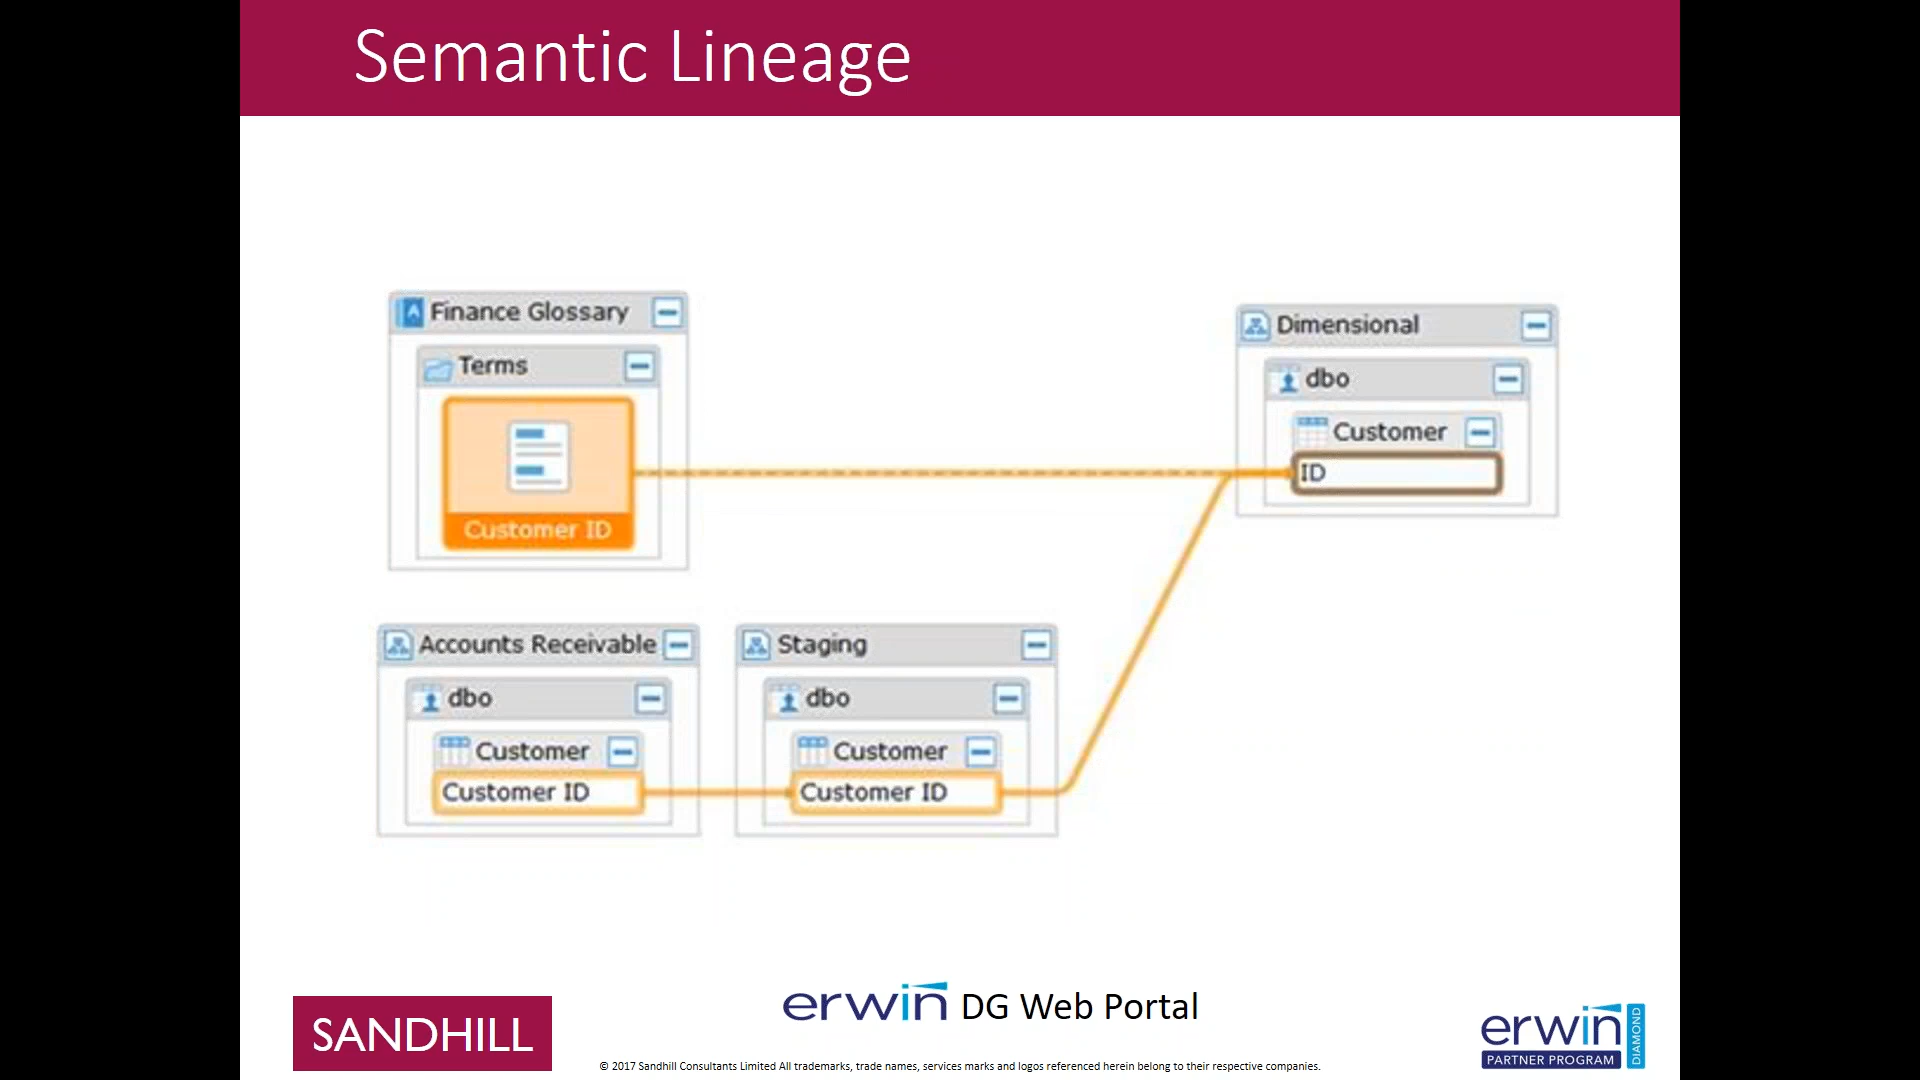 Semantic Lineage
Finance Glossary
Terms
Customer ID
Dimensional
dbo
Customer
ID
Accounts Receivable
dbo
Customer
Customer ID
Staging
dbo
Customer
Customer ID
SANDHILL
erwin DG Web Portal
© 2017 Sandhill Consultants Limited All trademarks, trade names, services marks and logos referenced herein belong to their respective companies.
erwin
PARTNER PROGRAM
DIAMOND